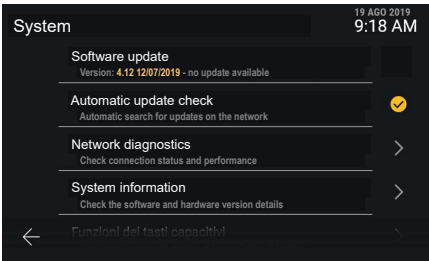 19 AGO 2019
System
9:18 AM
Software update
Version: 4.12 12/07/2019 - no update available
Automatic update check
Automatic search for updates on the network
Network diagnostics
Check connection status and performance
System information
Check the software and hardware version details
Funzioni dei tasti capacitivi